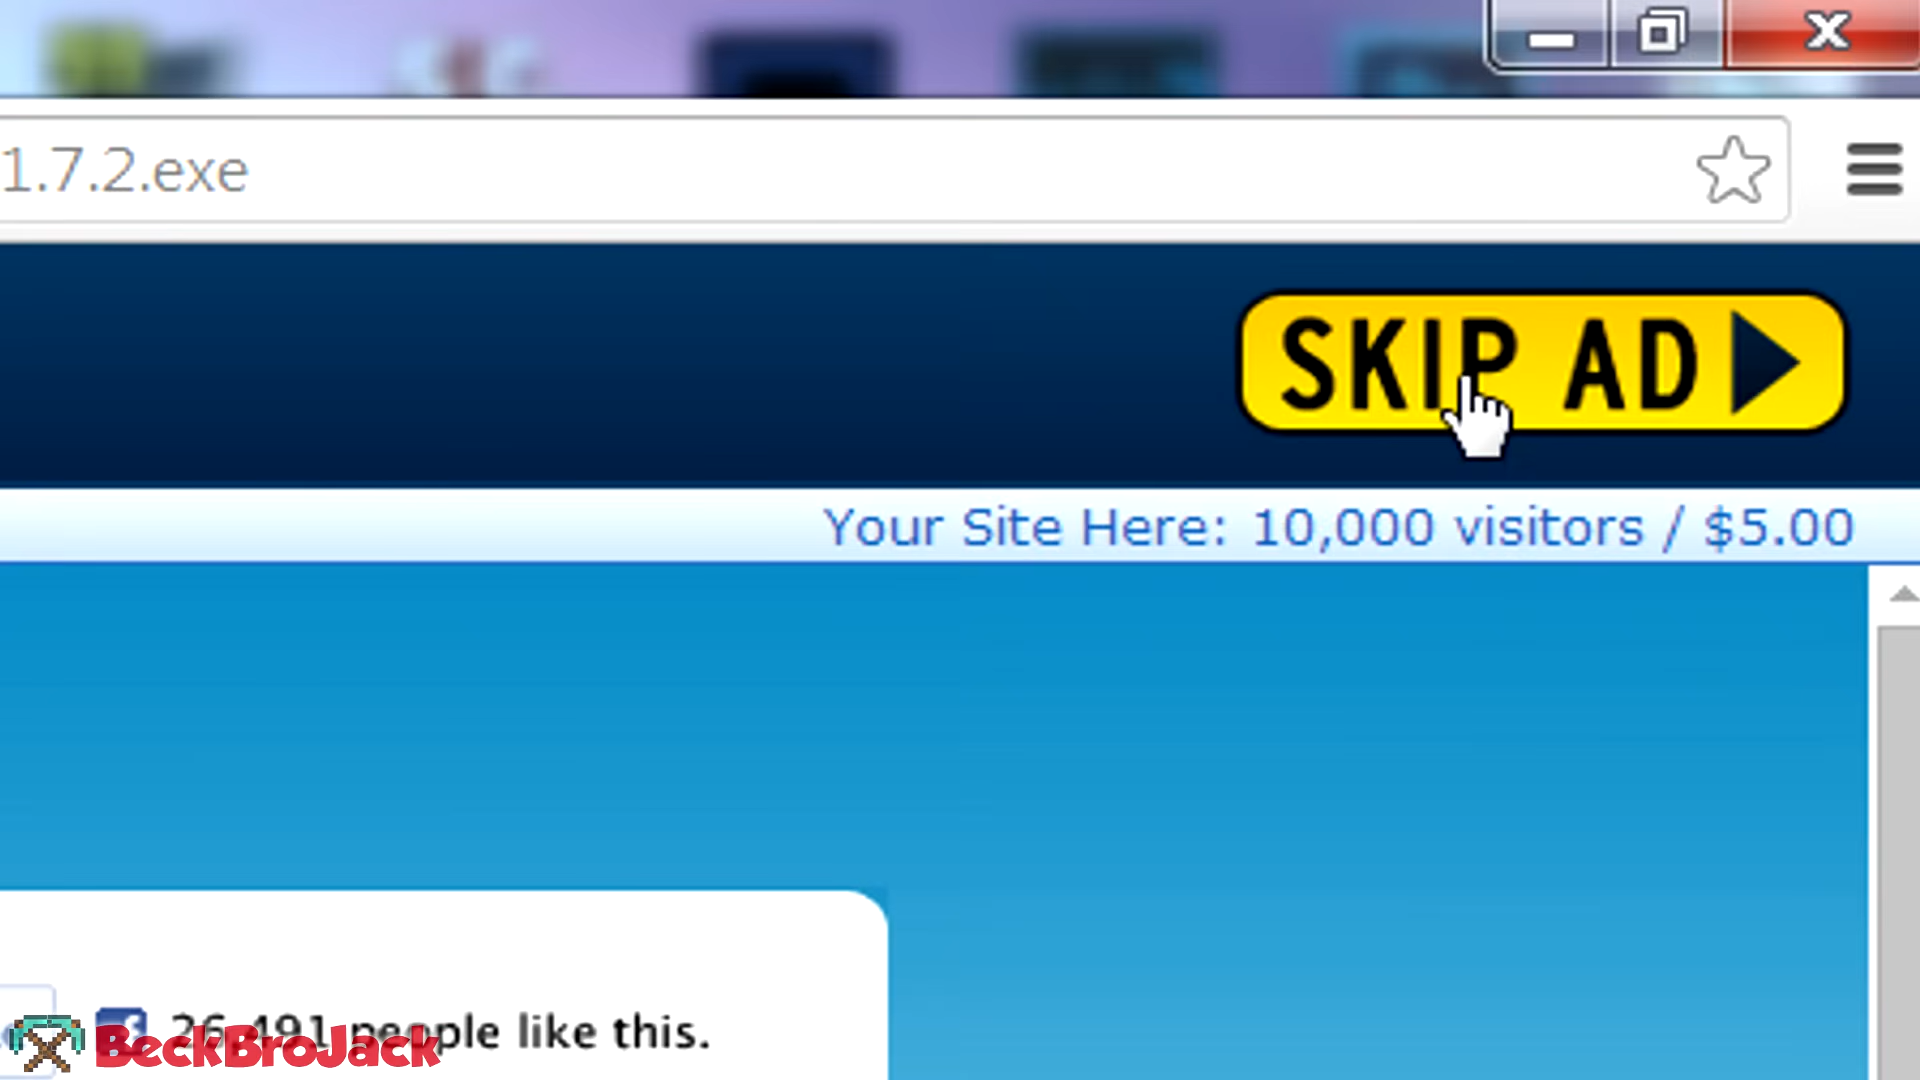 1.7.2.exe
SKIP AD
Your Site Here: 10,000 visitors / $5.00
26,491 people like this.
BeckBroJack